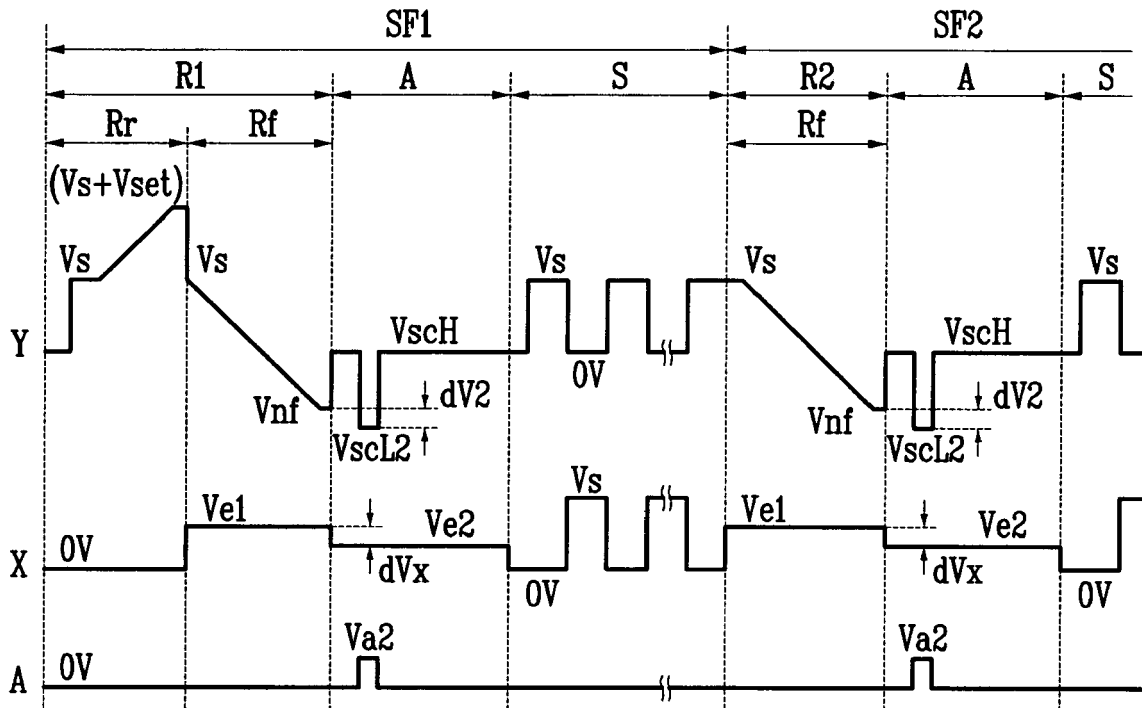 SF1 SF2
R1 A S R2 A S
Rr Rf Rf
(Vs+Vset)
Vs Vs Vs Vs Vs
Y VscH 0V VscH
Vnf dV2 Vnf dV2
VscL2 VscL2
Vs
Ve1 Ve2 Ve1 Ve2
X 0V dVx 0V dVx 0V
Va2 Va2
A 0V